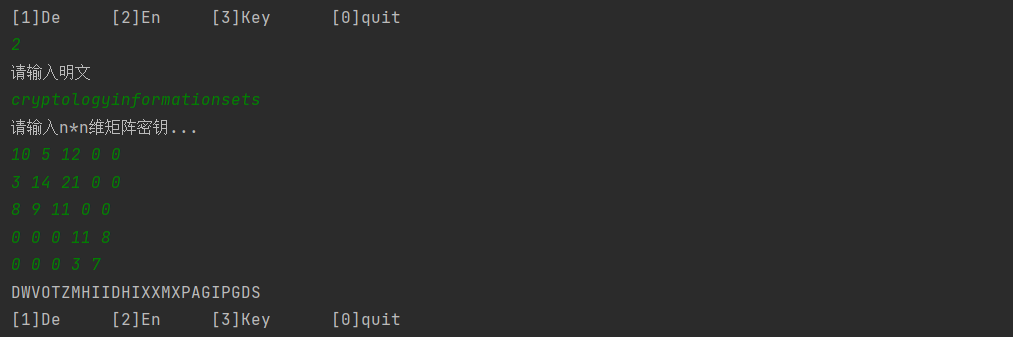 [1]De [2]En [3]Key [0]quit
2
请输入明文
cryptologyinformationsets
请输入n*n维矩阵密钥...
10 5 12 0 0
3 14 21 0 0
8 9 11 0 0
0 0 0 11 8
0 0 0 3 7
DWVOTZMHIIDHIXXMXPAGIPGDS
[1]De [2]En [3]Key [0]quit